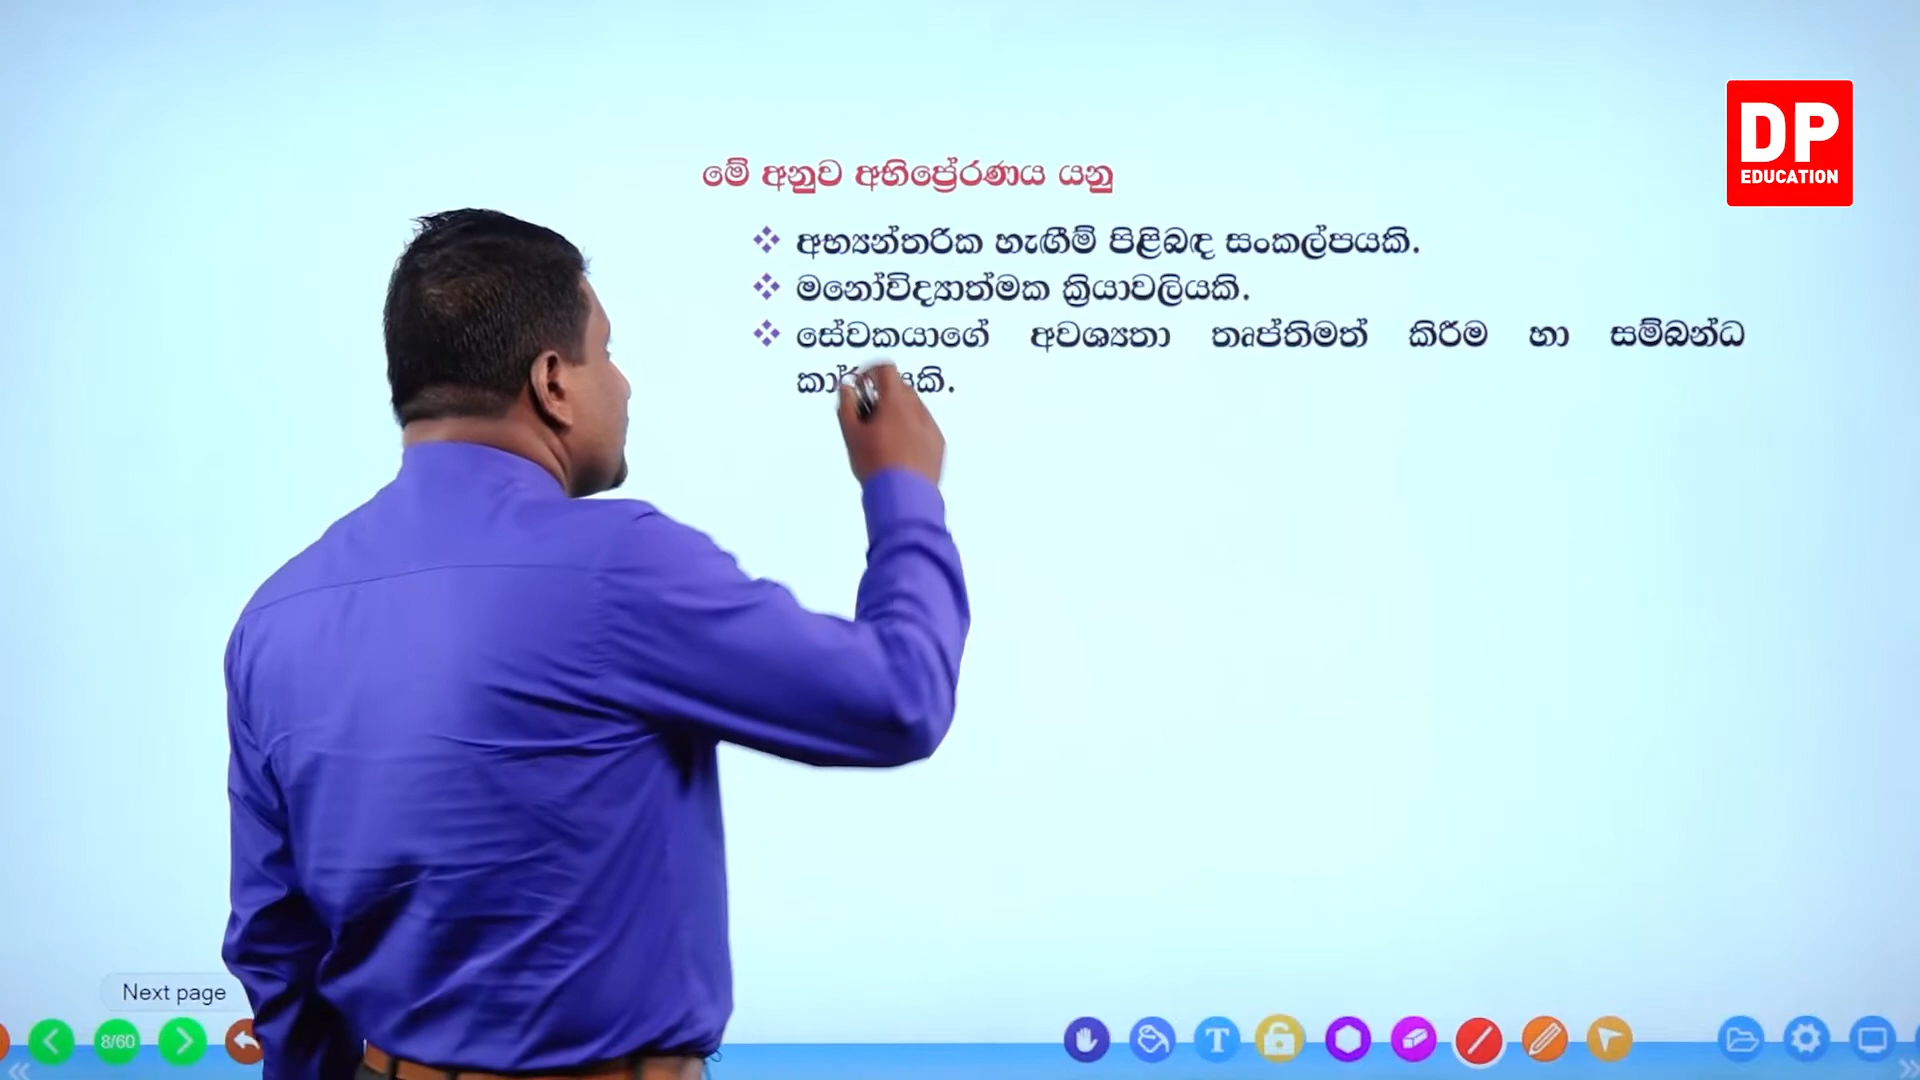 DP
EDUCATION
මේ අනුව අභිප්‍රේරණය යනු
අභ්‍යන්තරික හැඟීම් පිළිබඳ සංකල්පයකි.
මනෝවිද්‍යාත්මක ක්‍රියාවලියකි.
සේවකයාගේ අවශ්‍යතා තෘප්තිමත් කිරීම හා සම්බන්ධ
Next page
8/60
T